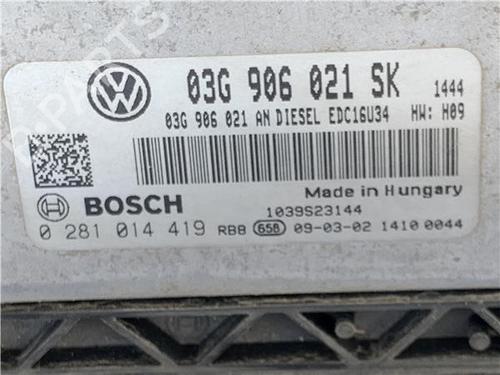 03G 906 021 SK 1444
03G 906 021 AN DIESEL EDC16U34 HW: H09
Made in Hungary
BOSCH 1039S23144
0 281 014 419 RBB 658 09-03-02 1410 0044